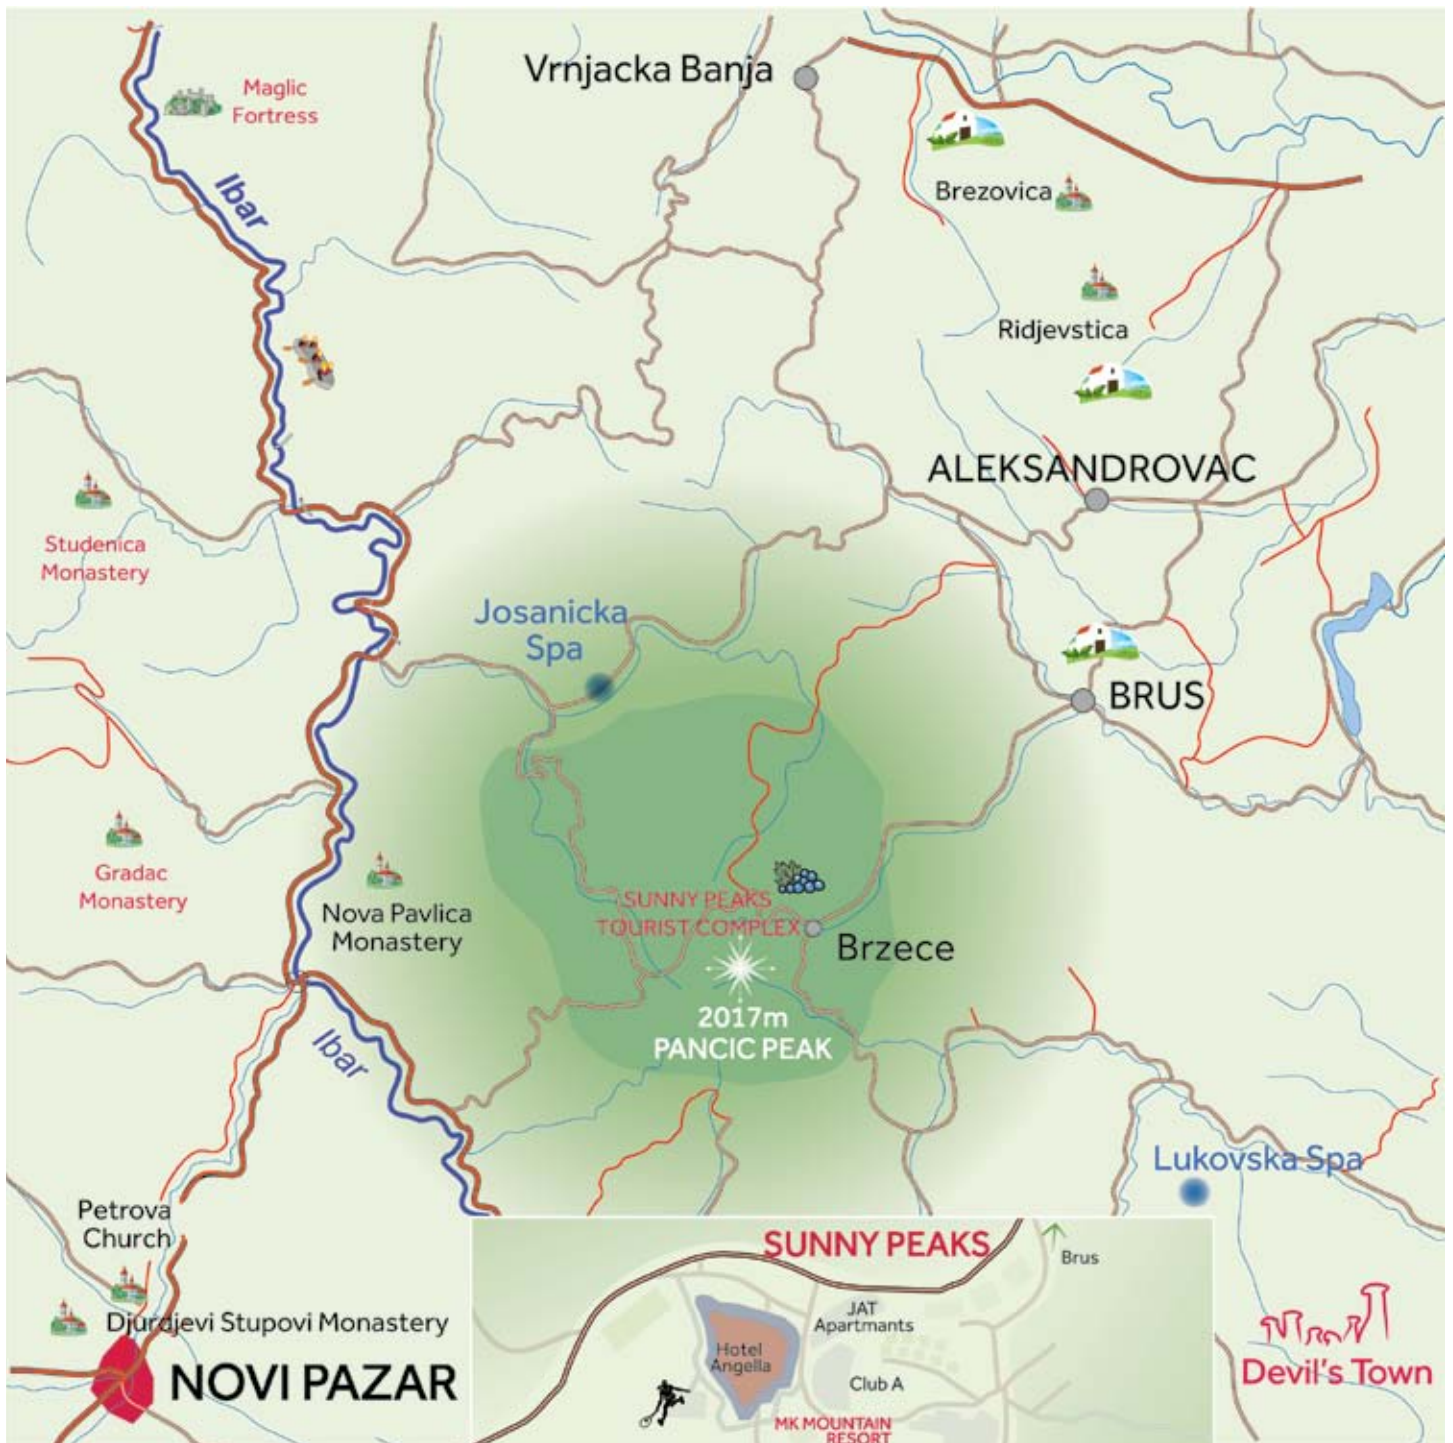 Vrnjacka Banja
Maglic
Fortress
Ibar
Brezovica
Ridjevstica
ALEKSANDROVAC
Studenica
Monastery
Josanicka
Spa
BRUS
Gradac
Monastery
Nova Pavlica
Monastery
SUNNY PEAKS
TOURIST COMPLEX
Brzece
2017m
PANCIC PEAK
Ibar
Lukovska Spa
Petrova
Church
Djurdjevi Stupovi Monastery
NOVI PAZAR
SUNNY PEAKS
Brus
JAT
Apartmants
Hotel
Angella
Club A
MK MOUNTAIN
RESORT
Devil's Town